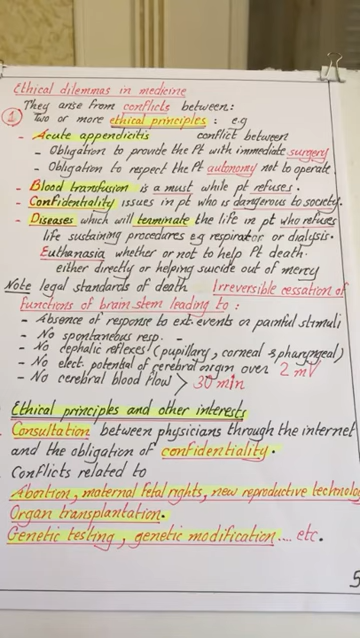 Ethical dilemmas in medicine
They arise from conflicts between:
① Two or more ethical principles : e.g
- Acute appendicitis conflict between
- Obligation to provide the Pt with immediate surgery
- Obligation to respect the Pt autonomy not to operate.
- Blood transfusion is a must while pt refuses.
- Confidentiality issues in pt who is dangerous to society.
- Diseases which will terminate the life in pt who refuses
life sustaining procedures e.g respirator or dialysis.
Euthanasia whether or not to help Pt death
either directly or helping suicide out of mercy
Note legal standards of death Irreversible cessation of
functions of brain stem leading to :
- Absence of response to ext. events or painful stimuli
- No spontaneous resp. -
- No cephalic reflexes (pupillary, corneal & pharyngeal)
- No elect. potential of cerebral origin over 2 mV
- No cerebral blood flow > 30 min
Ethical principles and other interests
Consultation between physicians through the internet
and the obligation of confidentiality.
Conflicts related to
Abortion, maternal fetal rights, new reproductive technolog
Organ transplantation.
Genetic testing, genetic modification.... etc.
5